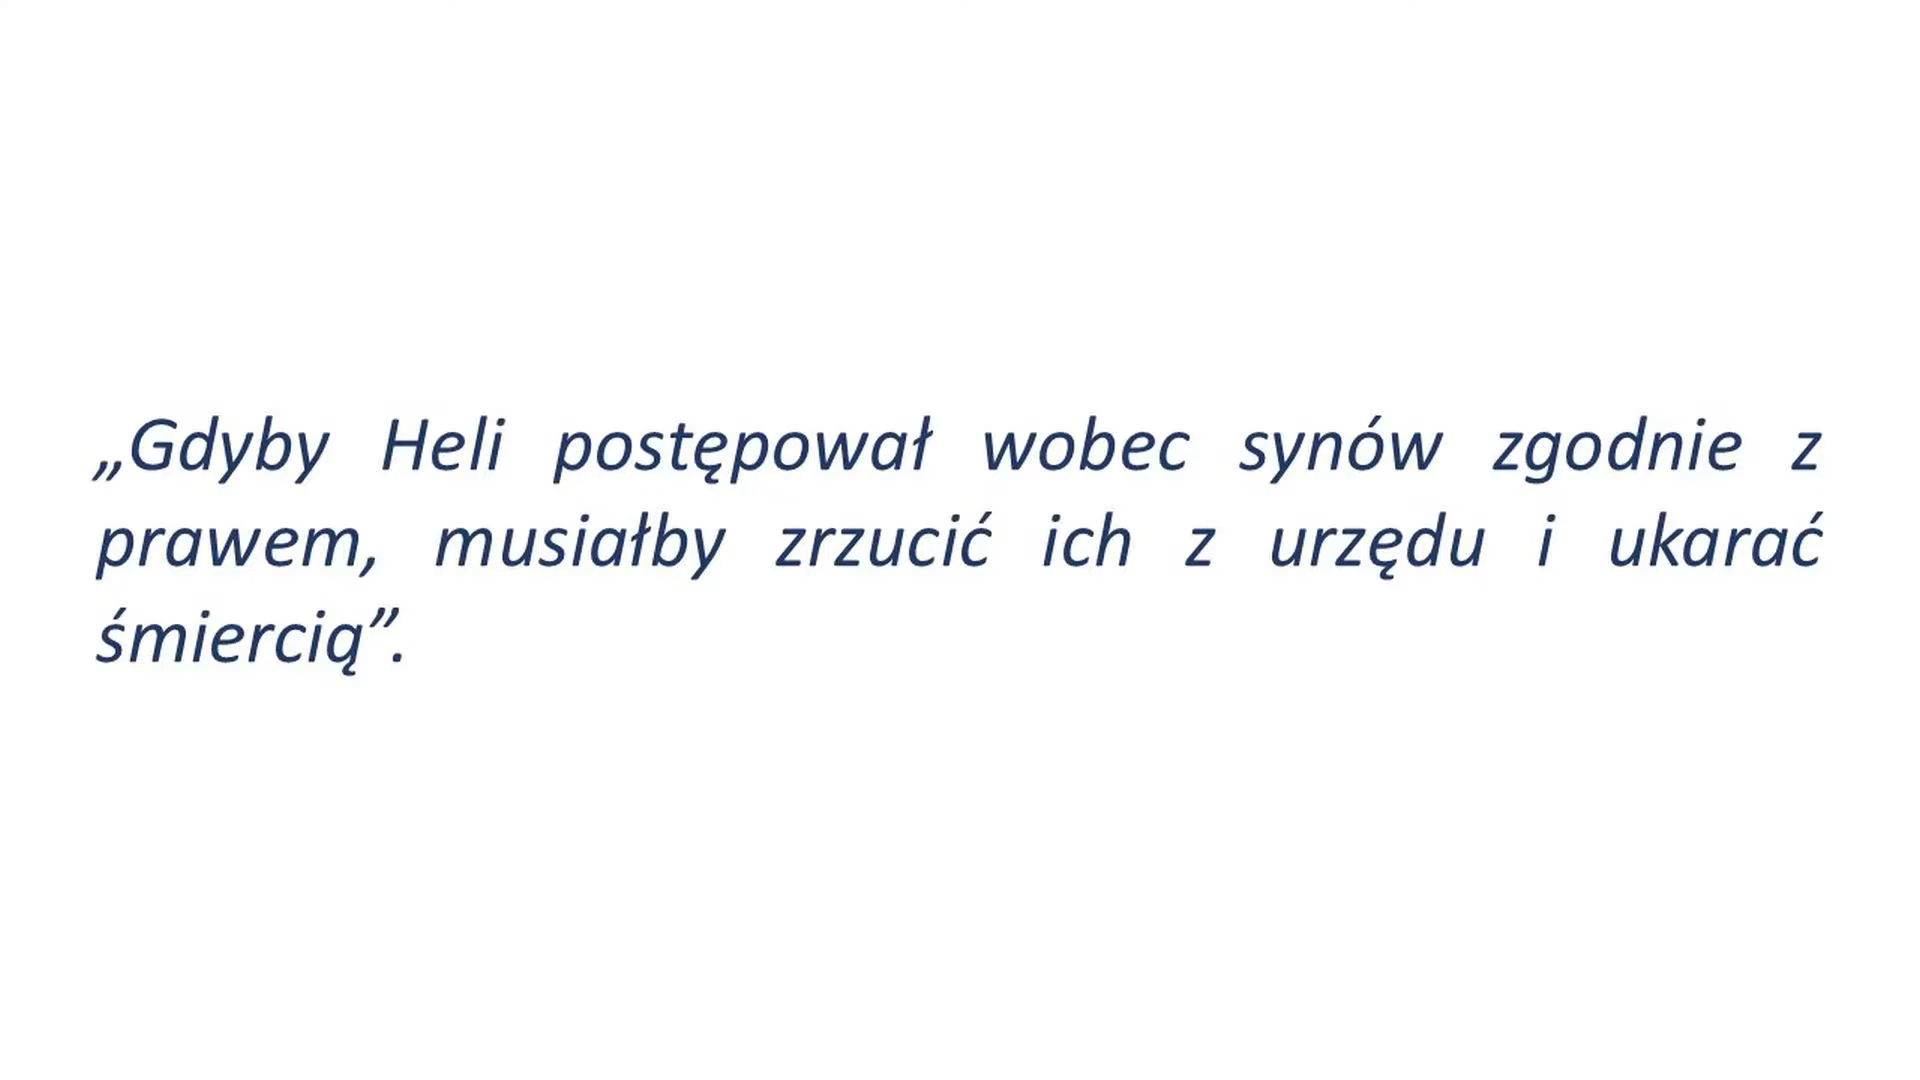 „Gdyby Heli postępował wobec synów zgodnie z
prawem, musiałby zrzucić ich z urzędu i ukarać
śmiercią”.